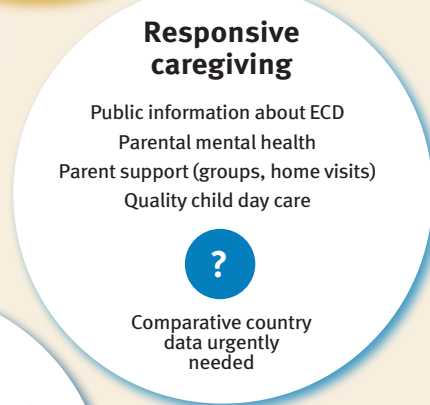 Responsive
caregiving
Public information about ECD
Parental mental health
Parent support (groups, home visits)
Quality child day care
?
Comparative country
data urgently
needed